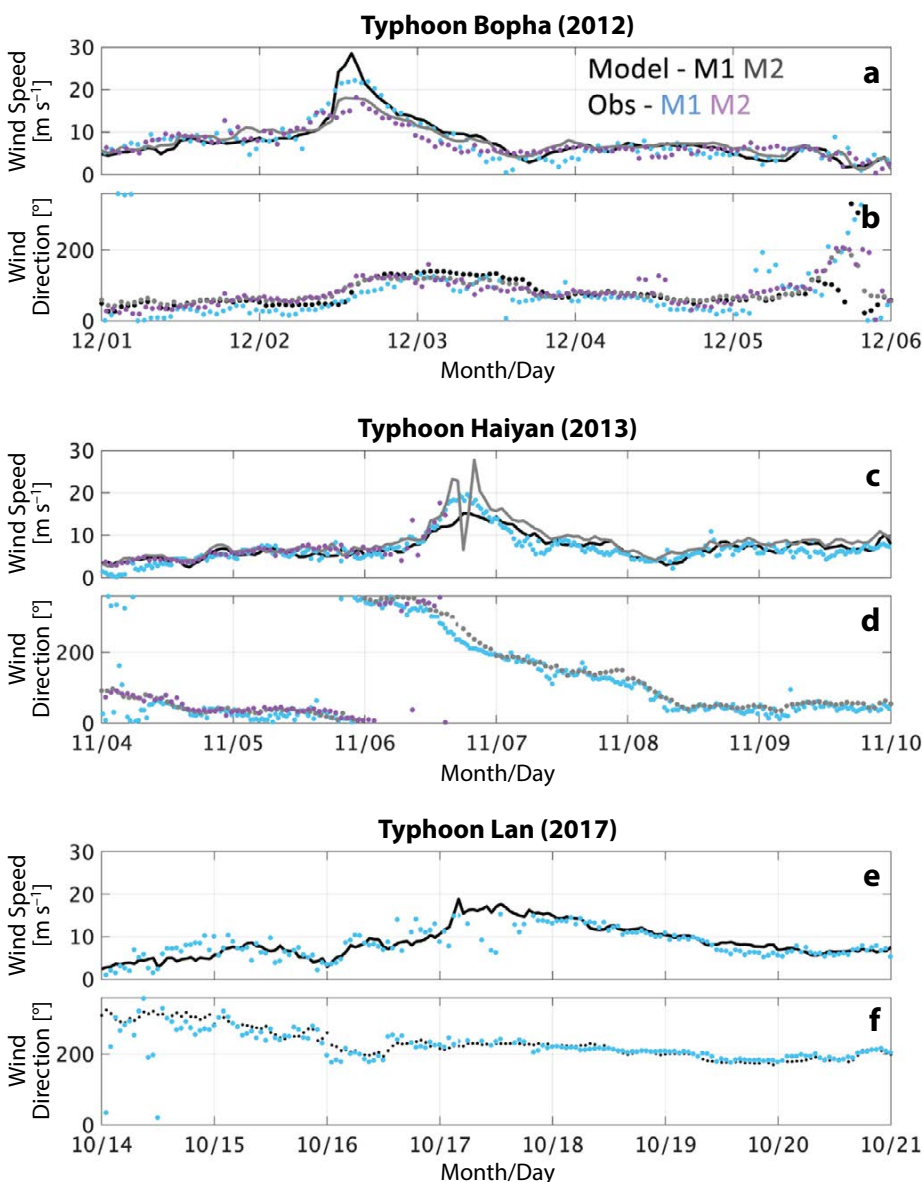 Typhoon Bopha (2012)
30
20
10
0
Wind Speed
[m s⁻¹]
a
Model - M1 M2
Obs - M1 M2
200
0
Wind
Direction [°]
b
12/01 12/02 12/03 12/04 12/05 12/06
Month/Day
Typhoon Haiyan (2013)
30
20
10
0
Wind Speed
[m s⁻¹]
c
200
0
Wind
Direction [°]
d
11/04 11/05 11/06 11/07 11/08 11/09 11/10
Month/Day
Typhoon Lan (2017)
30
20
10
0
Wind Speed
[m s⁻¹]
e
200
0
Wind
Direction [°]
f
10/14 10/15 10/16 10/17 10/18 10/19 10/20 10/21
Month/Day